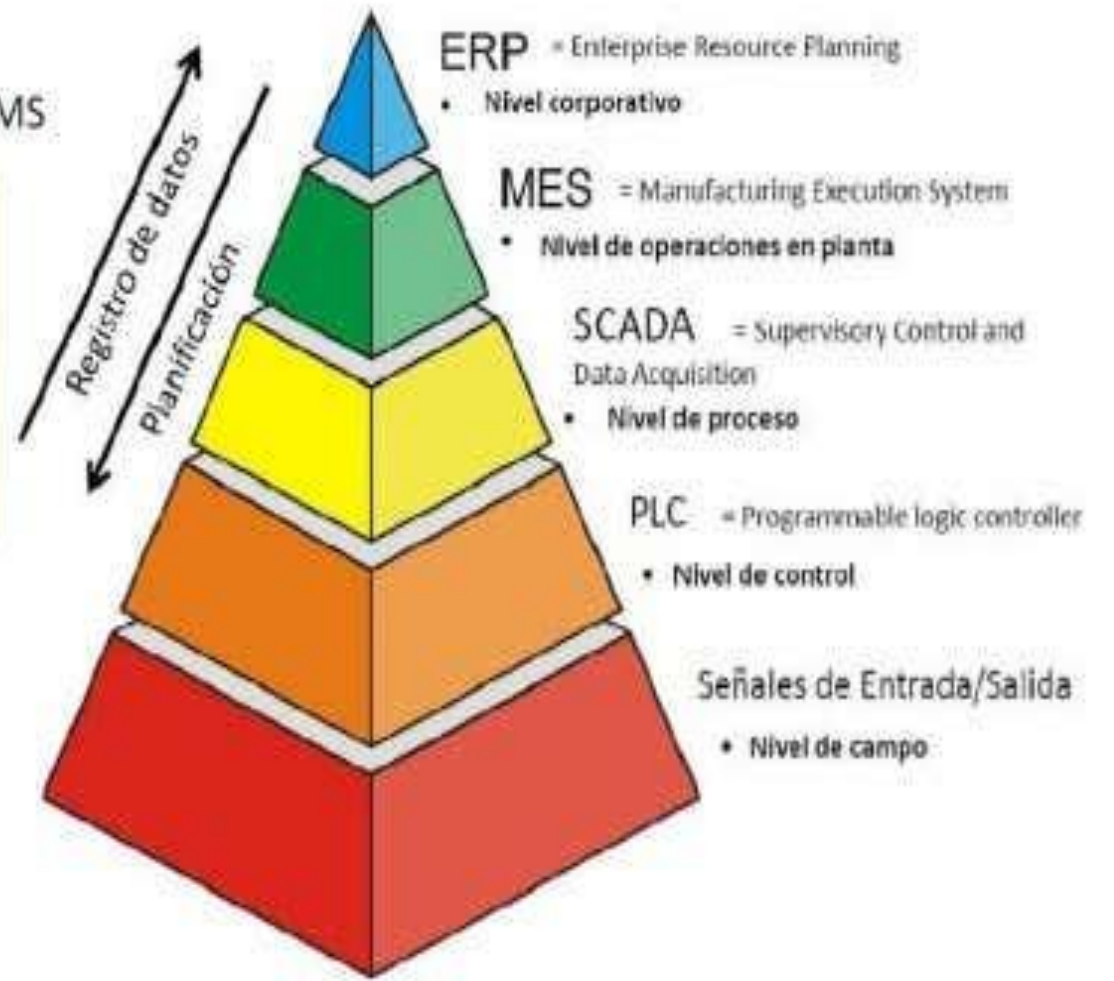 ERP = Enterprise Resource Planning
• Nivel corporativo
MS
MES = Manufacturing Execution System
• Nivel de operaciones en planta
Registro de datos
Planificación
SCADA = Supervisory Control and
Data Acquisition
• Nivel de proceso
PLC = Programmable logic controller
• Nivel de control
Señales de Entrada/Salida
• Nivel de campo